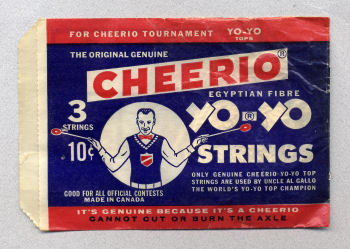 FOR CHEERIO TOURNAMENT YO-YO TOPS
THE ORIGINAL GENUINE
CHEERIO ®
EGYPTIAN FIBRE
3 STRINGS
YO-YO ®
10¢
STRINGS
ONLY GENUINE CHEERIO-YO-YO TOP
STRINGS ARE USED BY UNCLE AL GALLO
THE WORLD'S YO-YO TOP CHAMPION
GOOD FOR ALL OFFICIAL CONTESTS
MADE IN CANADA
IT'S GENUINE BECAUSE IT'S A CHEERIO
CANNOT CUT OR BURN THE AXLE